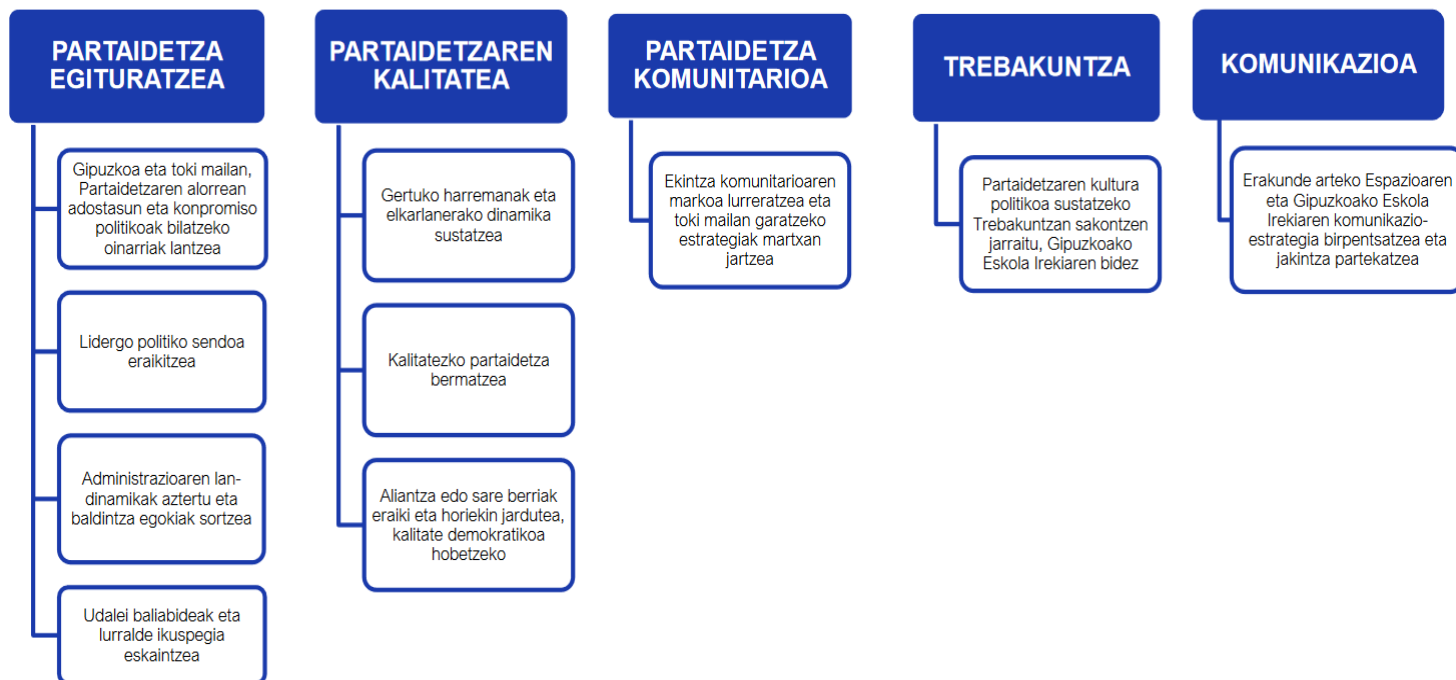 PARTAIDETZA
EGITURATZEA
Gipuzkoa eta toki mailan,
Partaidetzaren alorrean
adostasun eta konpromiso
politikoak bilatzeko
oinarriak lantzea
Lidergo politiko sendoa
eraikitzea
Administrazioaren lan-
dinamikak aztertu eta
baldintza egokiak sortzea
Udalei baliabideak eta
lurralde ikuspegia
eskaintzea
PARTAIDETZAREN
KALITATEA
Gertuko harremanak eta
elkarlanerako dinamika
sustatzea
Kalitatezko partaidetza
bermatzea
Aliantza edo sare berriak
eraiki eta horiekin jardutea,
kalitate demokratikoa
hobetzeko
PARTAIDETZA
KOMUNITARIOA
Ekintza komunitarioaren
markoa lurreratzea eta
toki mailan garatzeko
estrategiak martxan
jartzea
TREBAKUNTZA
Partaidetzaren kultura
politikoa sustatzeko
Trebakuntzan sakontzen
jarraitu, Gipuzkoako
Eskola Irekiaren bidez
KOMUNIKAZIOA
Erakunde arteko Espazioaren
eta Gipuzkoako Eskola
Irekiaren komunikazio-
estrategia birpentsatzea eta
jakintza partekatzea